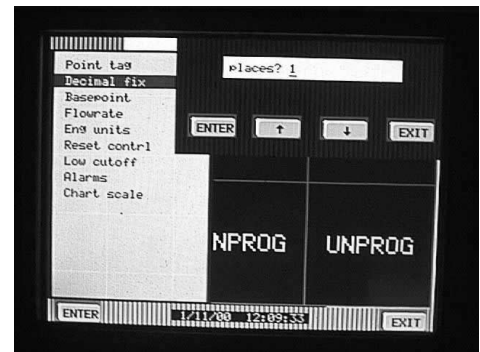 Point tag
Decimal fix
Basepoint
Flowrate
Eng units
Reset contrl
Low cutoff
Alarms
Chart scale
places? 1
ENTER ↑ ↓ EXIT
NPROG UNPROG
ENTER 1/11/00 12:09:33 EXIT